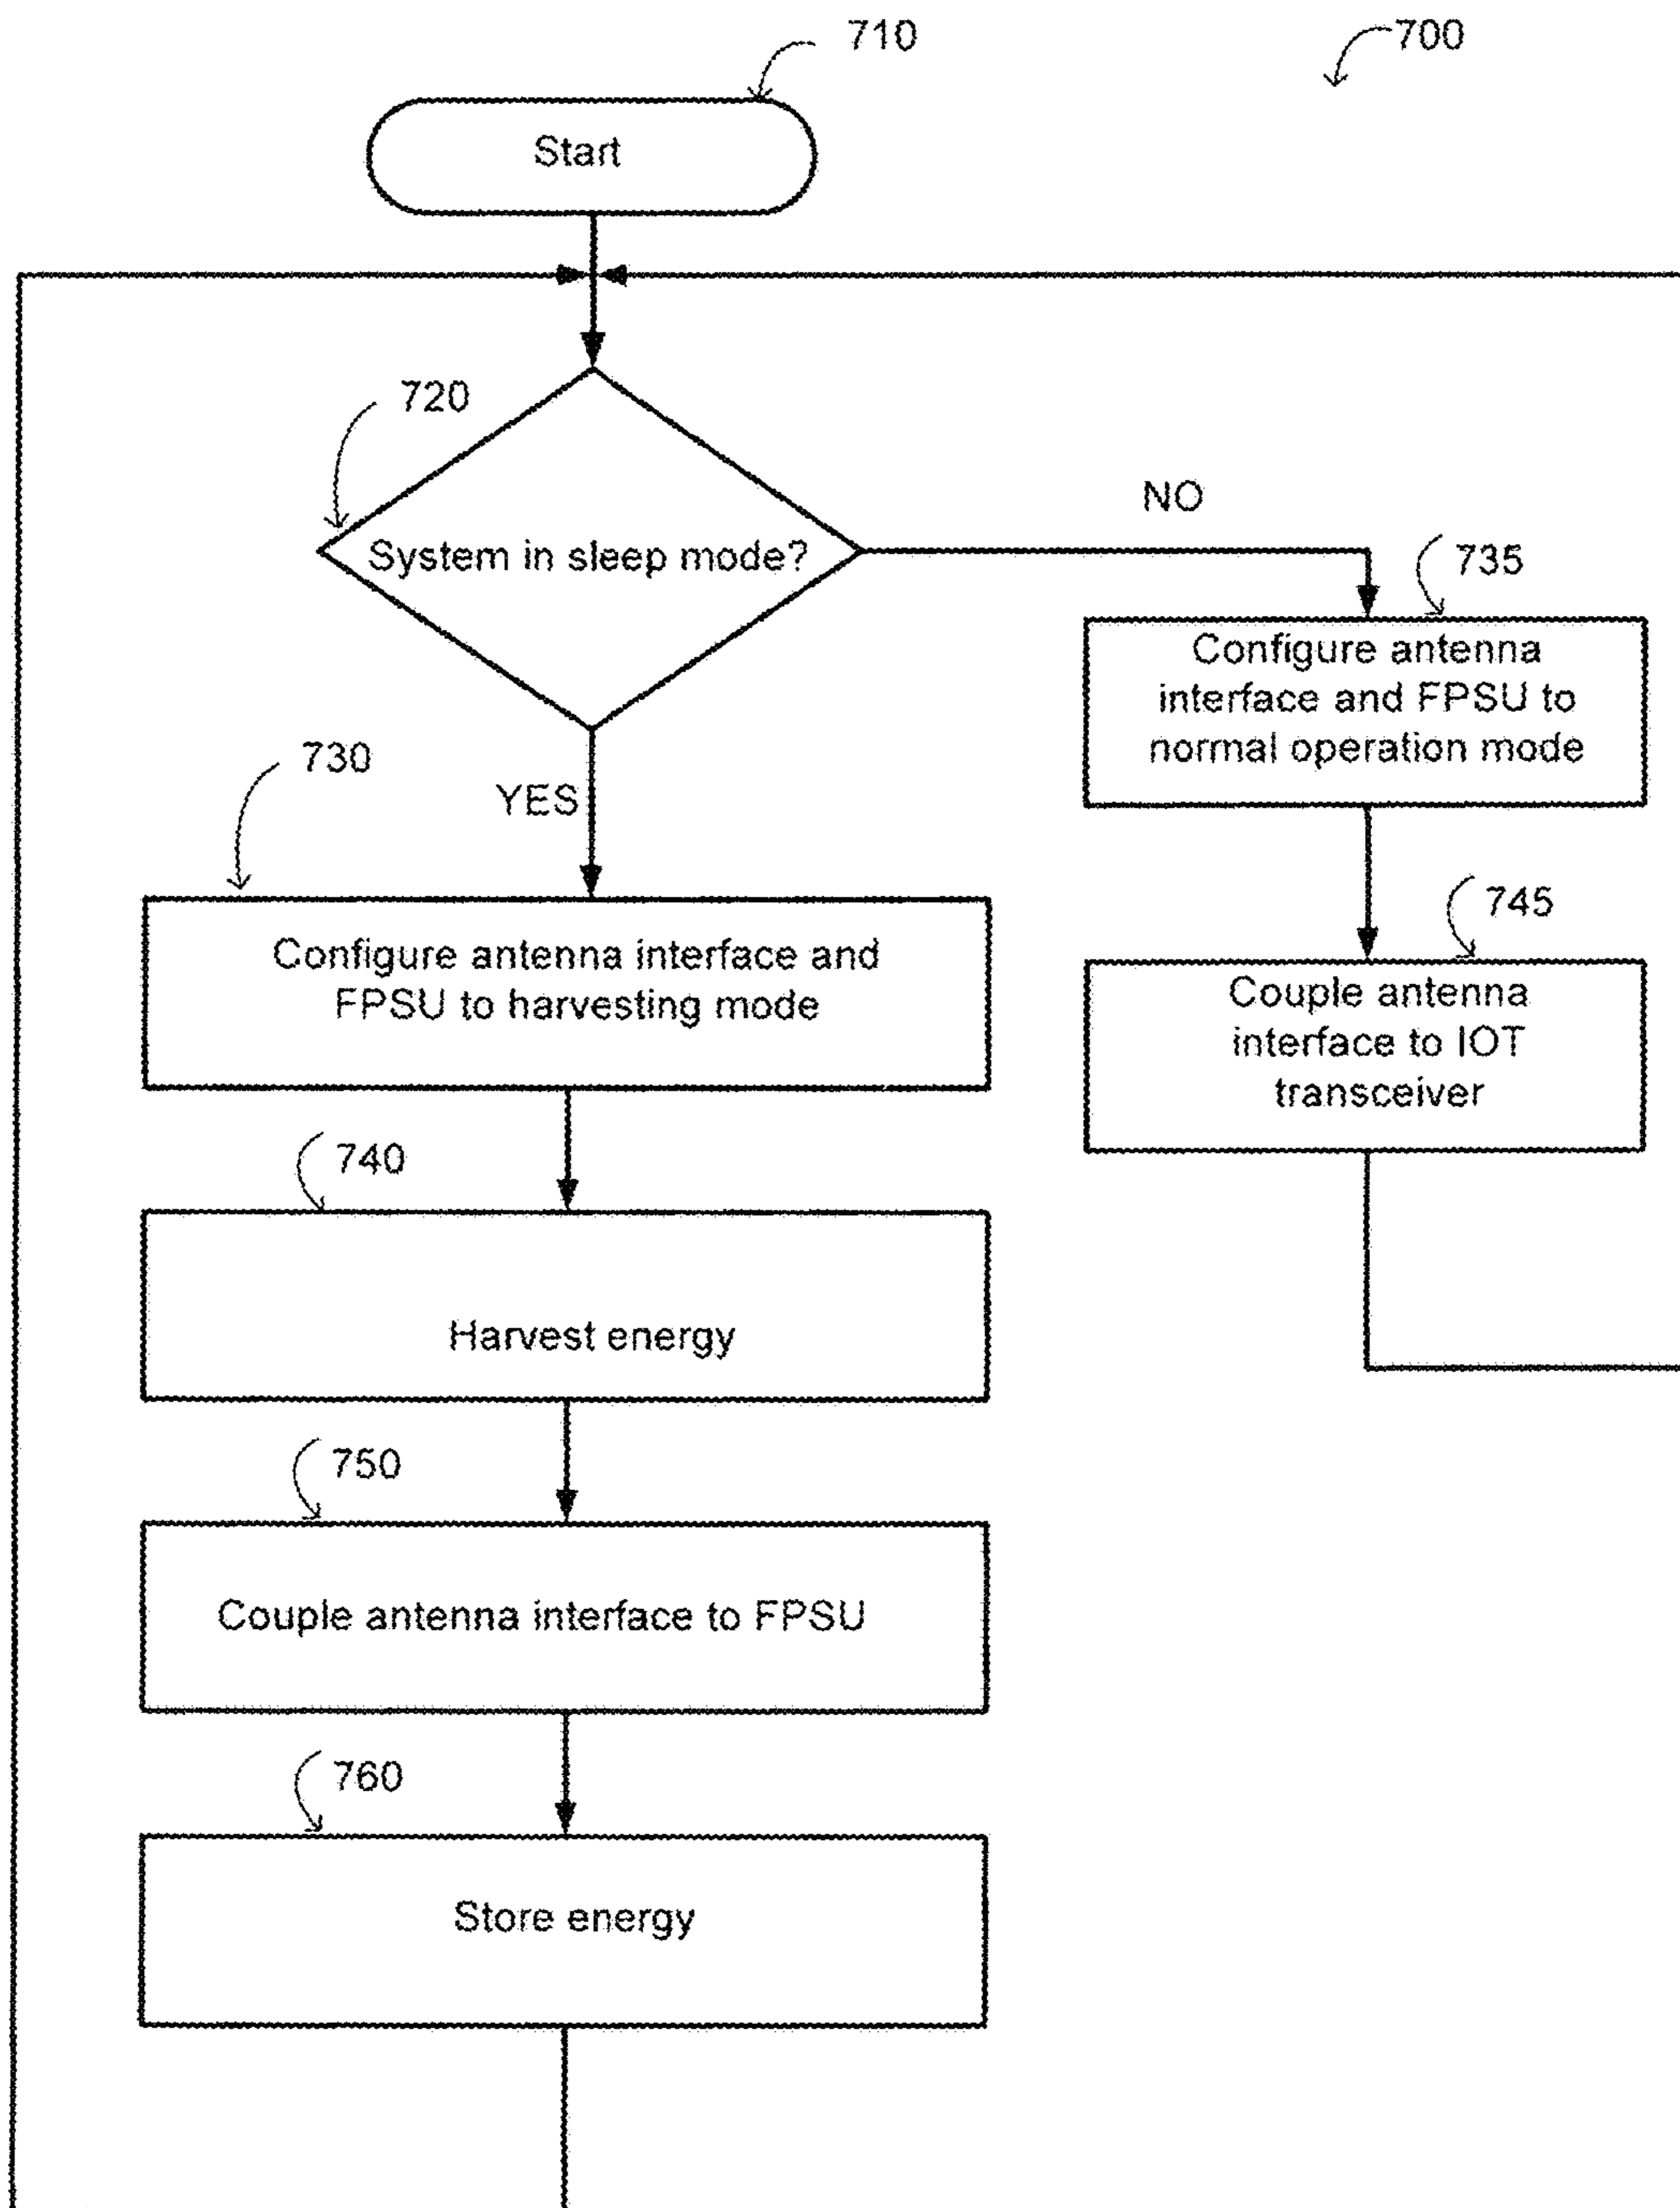 710
700
Start
720
System in sleep mode?
NO
735
Configure antenna
interface and FPSU to
normal operation mode
730
YES
745
Configure antenna interface and
FPSU to harvesting mode
Couple antenna
interface to IOT
transceiver
740
Harvest energy
750
Couple antenna interface to FPSU
760
Store energy